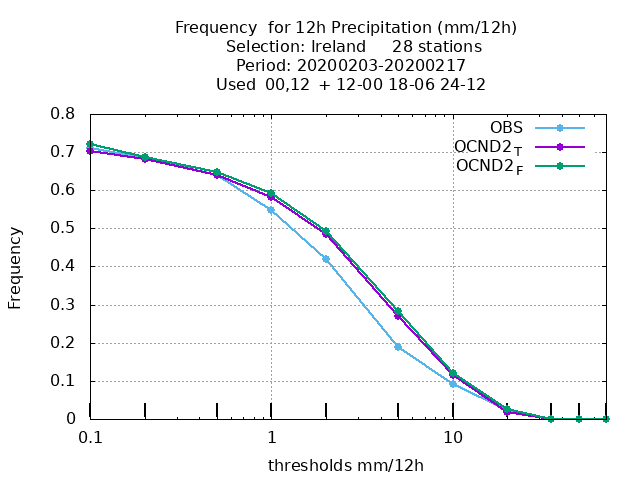 Frequency  for 12h Precipitation (mm/12h)
Selection: Ireland     28 stations
Period: 20200203-20200217
Used  00,12  + 12-00 18-06 24-12
0.8
0.7
0.6
0.5
0.4
0.3
0.2
0.1
0
Frequency
OBS
OCND2T
OCND2F
0.1
1
10
thresholds mm/12h